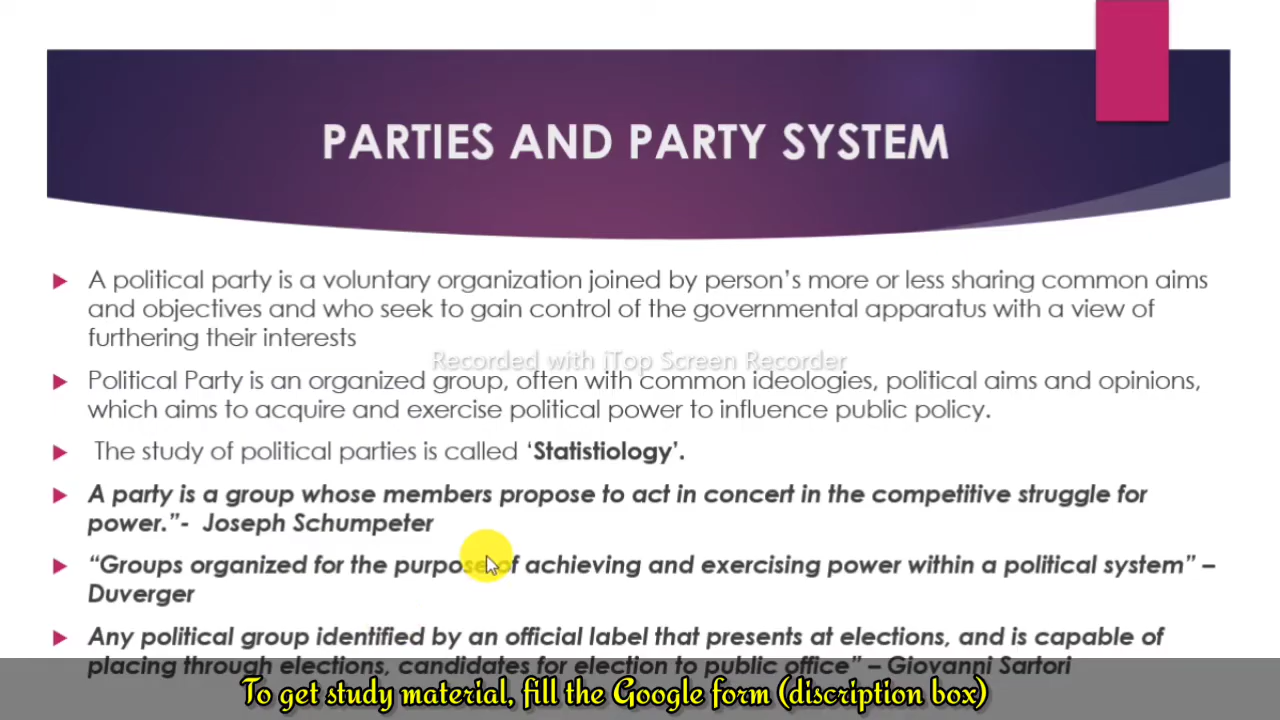 PARTIES AND PARTY SYSTEM
A political party is a voluntary organization joined by person's more or less sharing common aims
and objectives and who seek to gain control of the governmental apparatus with a view of
furthering their interests
Recorded with iTop Screen Recorder
Political Party is an organized group, often with common ideologies, political aims and opinions,
which aims to acquire and exercise political power to influence public policy.
The study of political parties is called ‘Statistiology’.
A party is a group whose members propose to act in concert in the competitive struggle for
power.”- Joseph Schumpeter
“Groups organized for the purpose of achieving and exercising power within a political system” –
Duverger
Any political group identified by an official label that presents at elections, and is capable of
placing through elections, candidates for election to public office” – Giovanni Sartori
To get study material, fill the Google form (discription box)